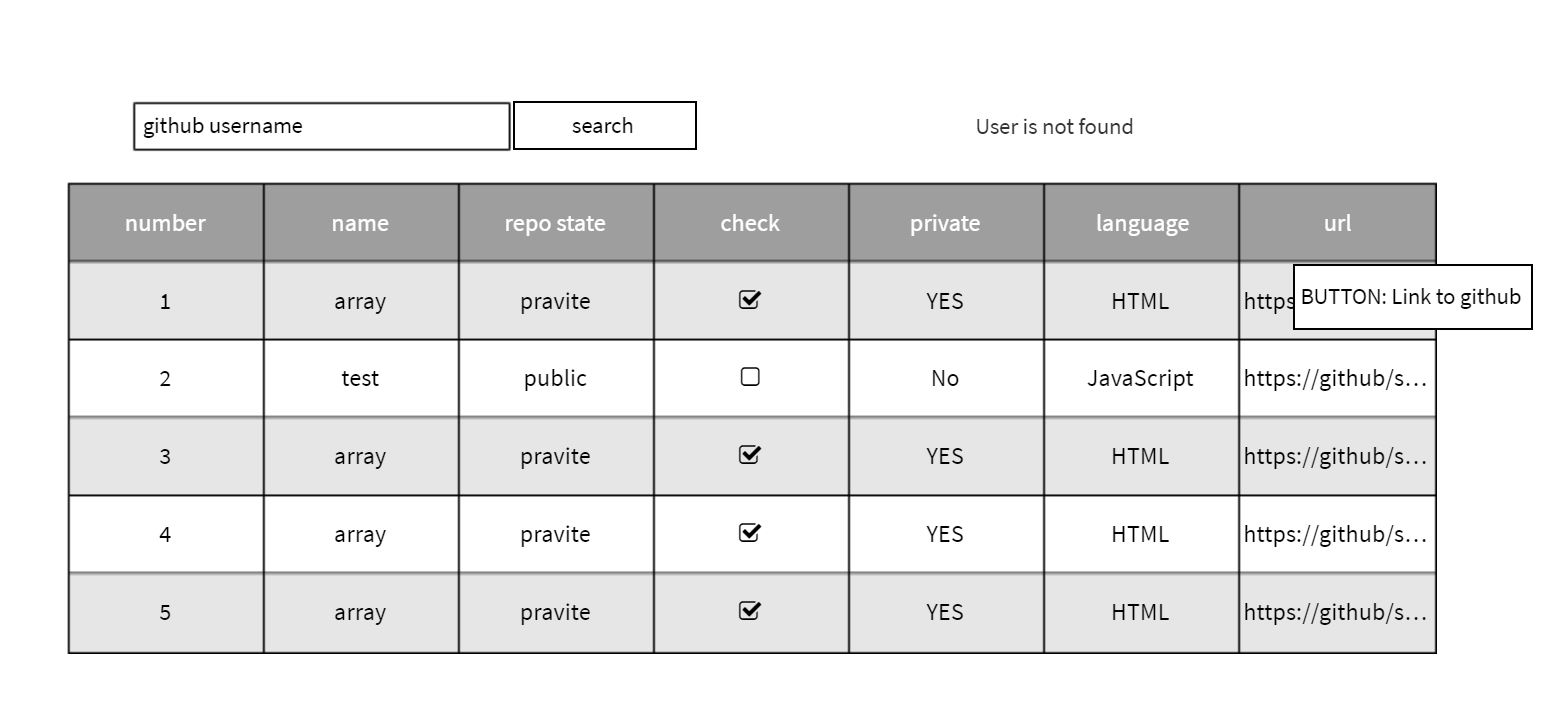 github username search User is not found
number name repo state check private language url
1 array pravite YES HTML https BUTTON: Link to github
2 test public No JavaScript https://github/s...
3 array pravite YES HTML https://github/s...
4 array pravite YES HTML https://github/s...
5 array pravite YES HTML https://github/s...